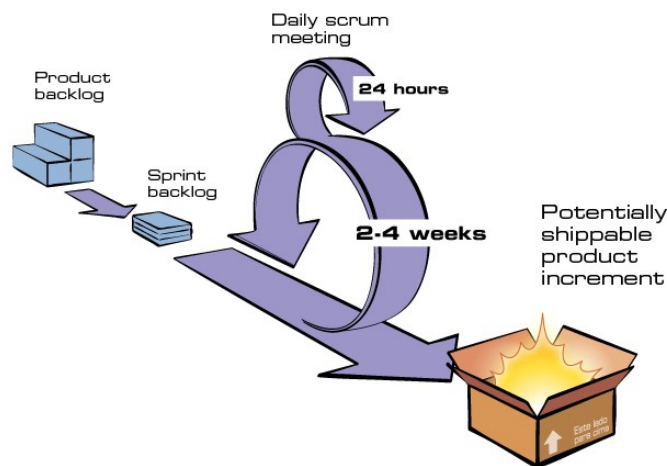 Daily scrum
meeting
24 hours
Product
backlog
Sprint
backlog
2-4 weeks
Potentially
shippable
product
increment
Este lado
para cima